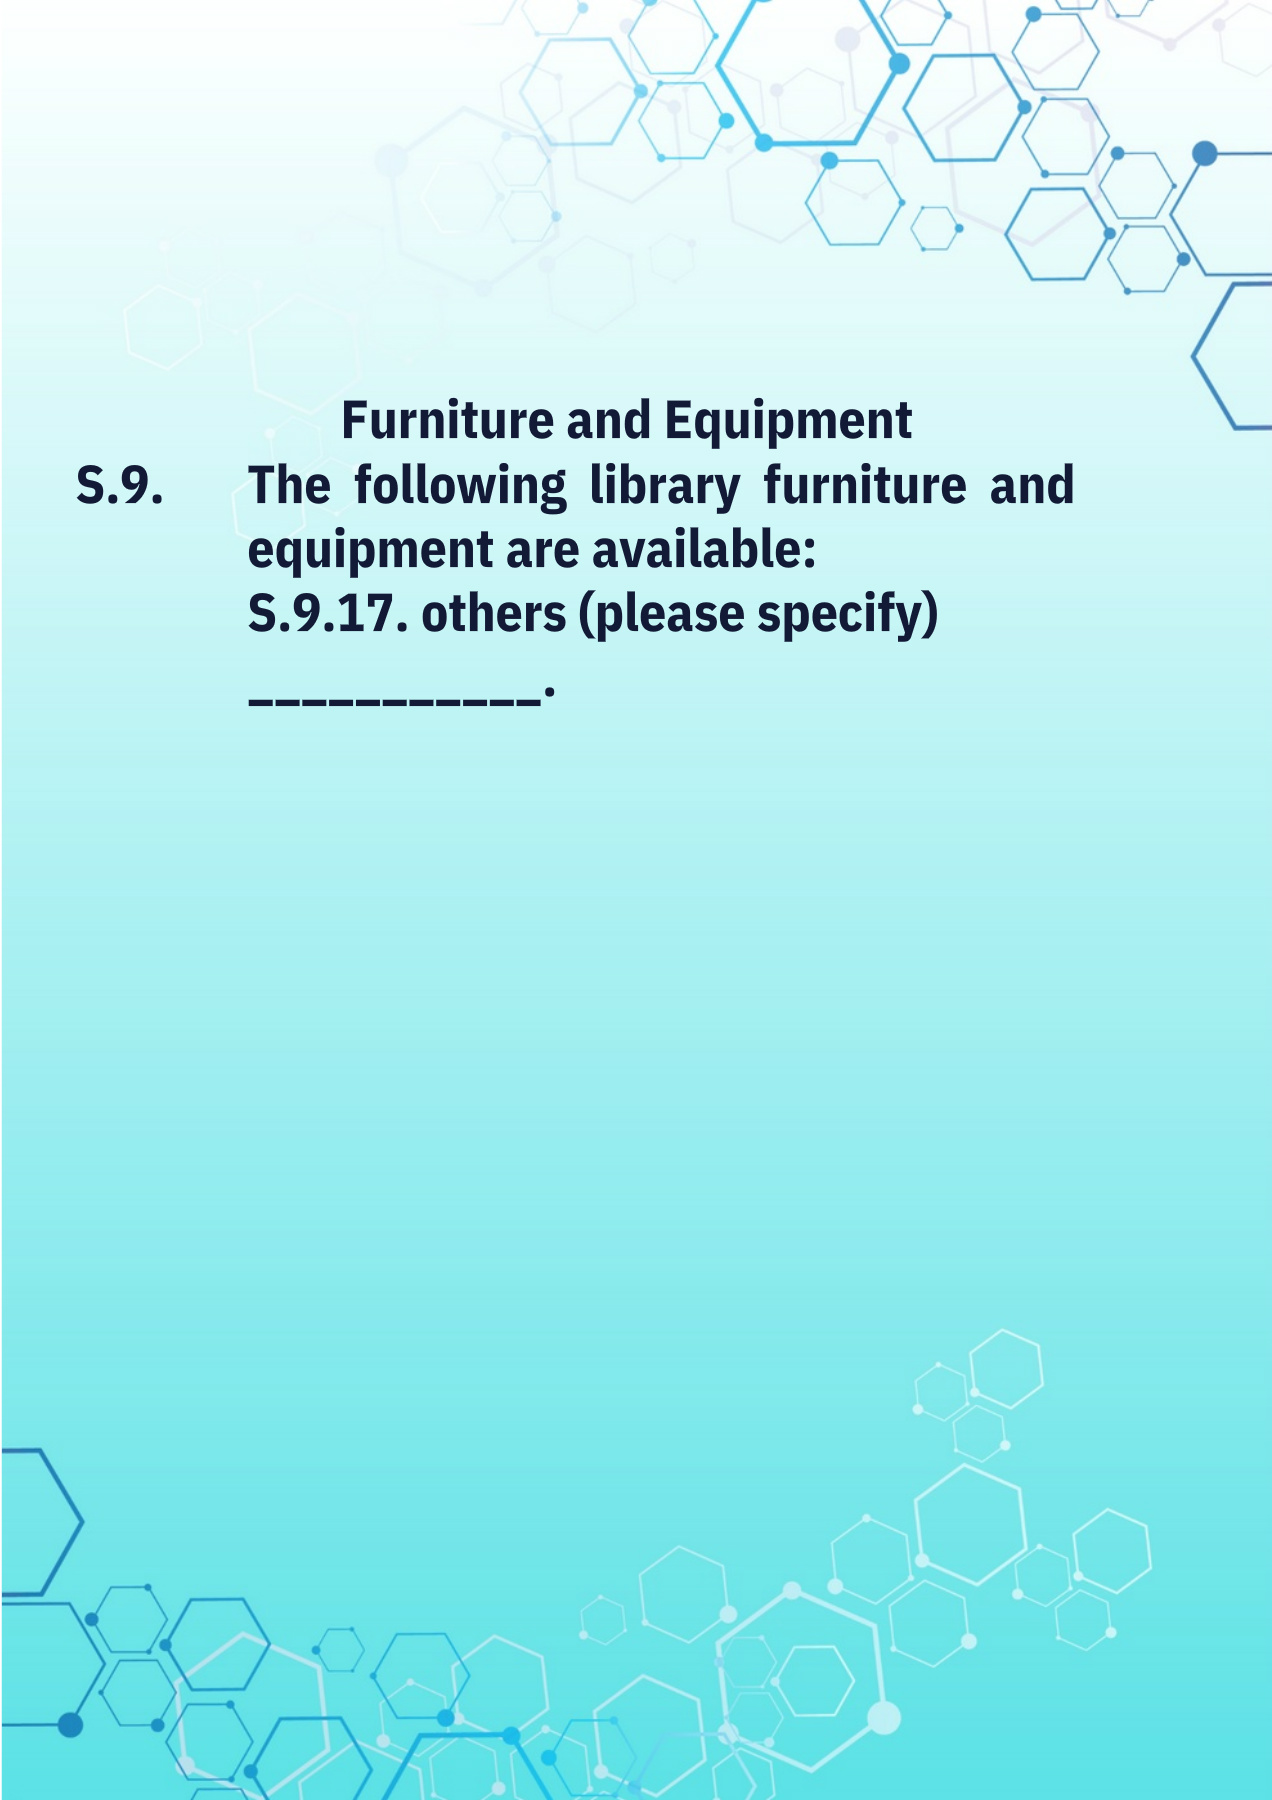 Furniture and Equipment
S.9. The following library furniture and
equipment are available:
S.9.17. others (please specify)
___________.